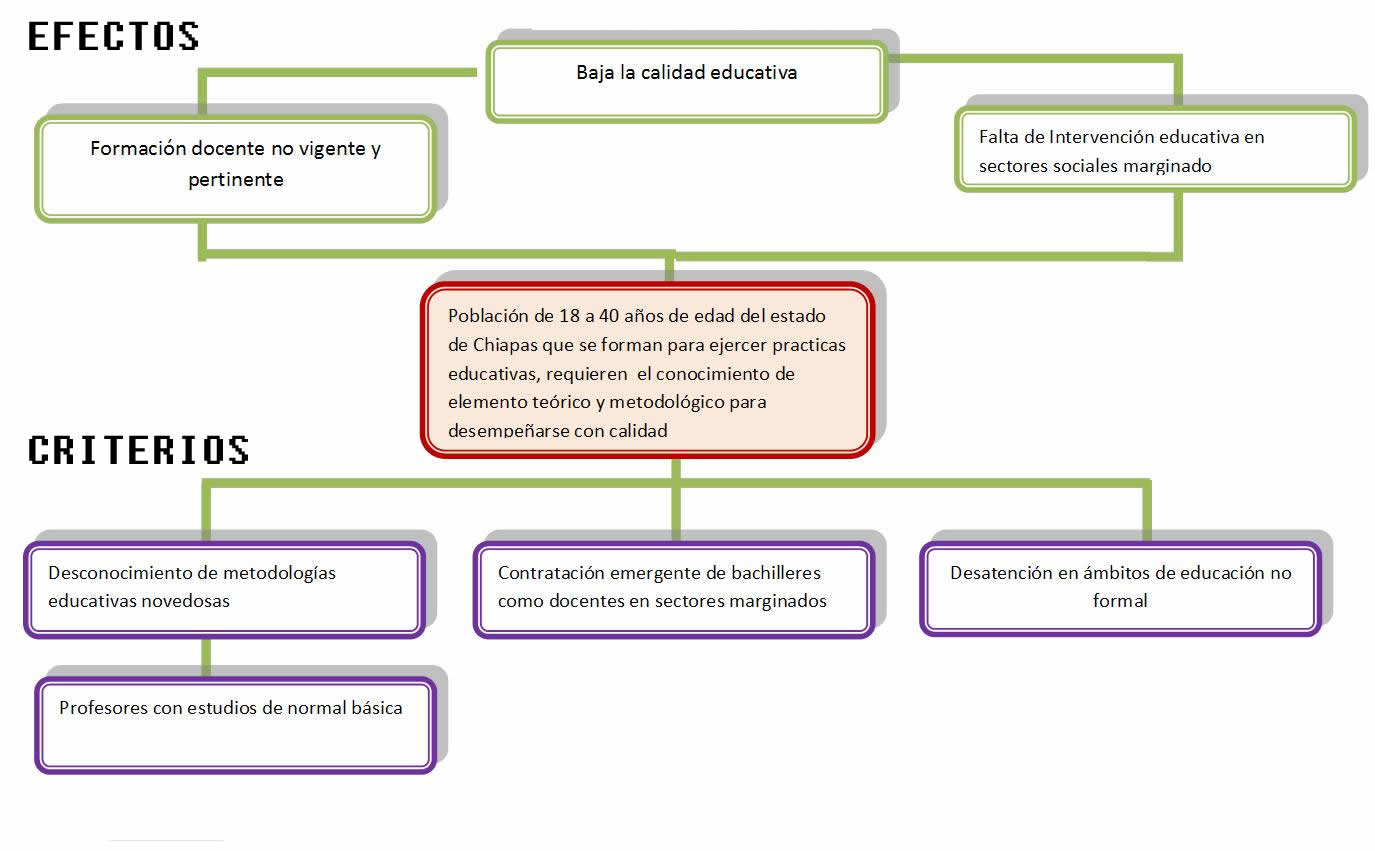 EFECTOS
Baja la calidad educativa
Formación docente no vigente y
pertinente
Falta de Intervención educativa en
sectores sociales marginado
Población de 18 a 40 años de edad del estado
de Chiapas que se forman para ejercer practicas
educativas, requieren el conocimiento de
elemento teórico y metodológico para
desempeñarse con calidad
CRITERIOS
Desconocimiento de metodologías
educativas novedosas
Contratación emergente de bachilleres
como docentes en sectores marginados
Desatención en ámbitos de educación no
formal
Profesores con estudios de normal básica